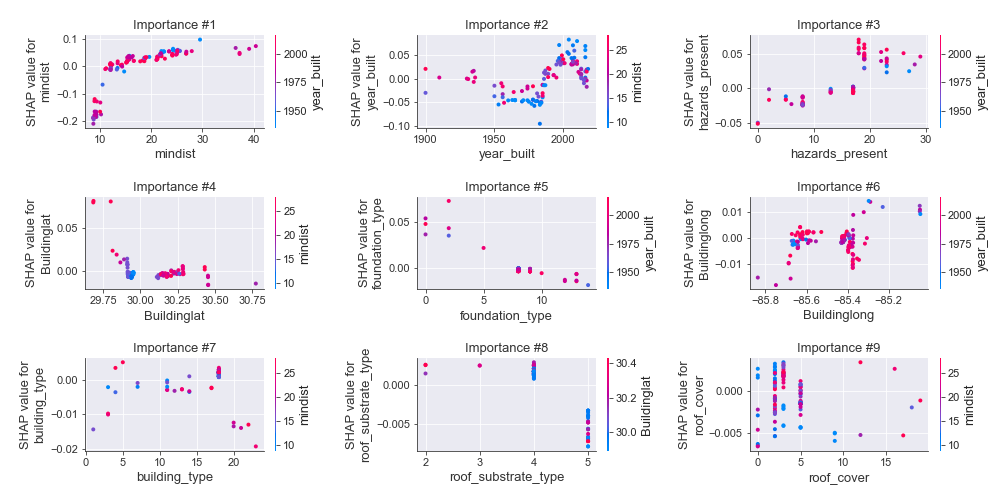 Importance #1
SHAP value for
mindist
0.1
0.0
−0.1
−0.2
10
20
30
40
mindist
2000
1975
1950
year_built
Importance #2
SHAP value for
year_built
0.05
0.00
−0.05
−0.10
1900
1950
2000
year_built
25
20
15
10
mindist
Importance #3
SHAP value for
hazards_present
0.05
0.00
−0.05
0
10
20
30
hazards_present
2000
1975
1950
year_built
Importance #4
SHAP value for
Buildinglat
0.05
0.00
29.75
30.00
30.25
30.50
30.75
Buildinglat
25
20
15
10
mindist
Importance #5
SHAP value for
foundation_type
0.05
0.00
0
5
10
foundation_type
2000
1975
1950
year_built
Importance #6
SHAP value for
Buildinglong
0.01
0.00
−0.01
−85.8
−85.6
−85.4
−85.2
Buildinglong
2000
1975
1950
year_built
Importance #7
SHAP value for
building_type
0.00
−0.01
−0.02
0
5
10
15
20
building_type
25
20
15
10
mindist
Importance #8
SHAP value for
roof_substrate_type
0.000
−0.005
2
3
4
5
roof_substrate_type
30.4
30.2
30.0
Buildinglat
Importance #9
SHAP value for
roof_cover
0.000
−0.005
0
5
10
15
roof_cover
25
20
15
10
mindist